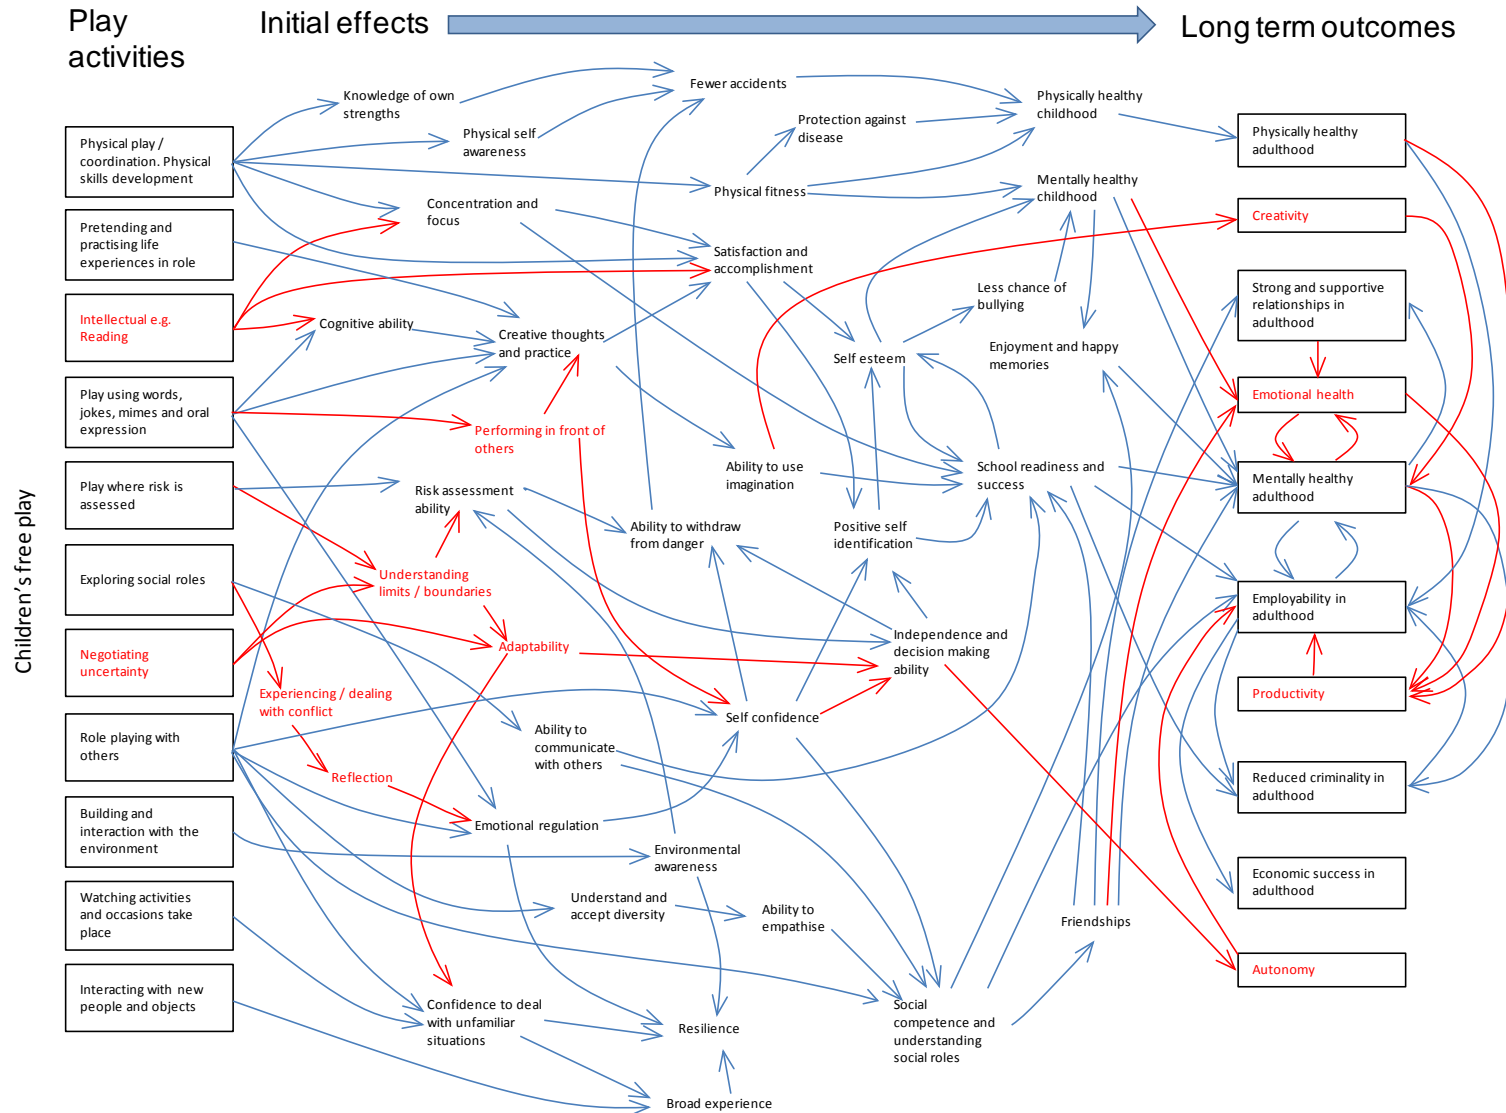 Play
activities
Initial effects
Long term outcomes
Children's free play
Physical play /
coordination. Physical
skills development
Pretending and
practising life
experiences in role
Intellectual e.g.
Reading
Play using words,
jokes, mimes and oral
expression
Play where risk is
assessed
Exploring social roles
Negotiating
uncertainty
Role playing with
others
Building and
interaction with the
environment
Watching activities
and occasions take
place
Interacting with new
people and objects
Knowledge of own
strengths
Physical self
awareness
Concentration and
focus
Cognitive ability
Creative thoughts
and practice
Performing in front of
others
Risk assessment
ability
Understanding
limits / boundaries
Adaptability
Experiencing / dealing
with conflict
Reflection
Ability to
communicate
with others
Emotional regulation
Environmental
awareness
Understand and
accept diversity
Ability to
empathise
Confidence to deal
with unfamiliar
situations
Resilience
Broad experience
Fewer accidents
Protection against
disease
Physical fitness
Satisfaction and
accomplishment
Self esteem
Less chance of
bullying
Enjoyment and happy
memories
Ability to use
imagination
Ability to withdraw
from danger
Positive self
identification
School readiness and
success
Independence and
decision making
ability
Self confidence
Social
competence and
understanding
social roles
Friendships
Physically healthy
childhood
Mentally healthy
childhood
Physically healthy
adulthood
Creativity
Strong and supportive
relationships in
adulthood
Emotional health
Mentally healthy
adulthood
Employability in
adulthood
Productivity
Reduced criminality in
adulthood
Economic success in
adulthood
Autonomy